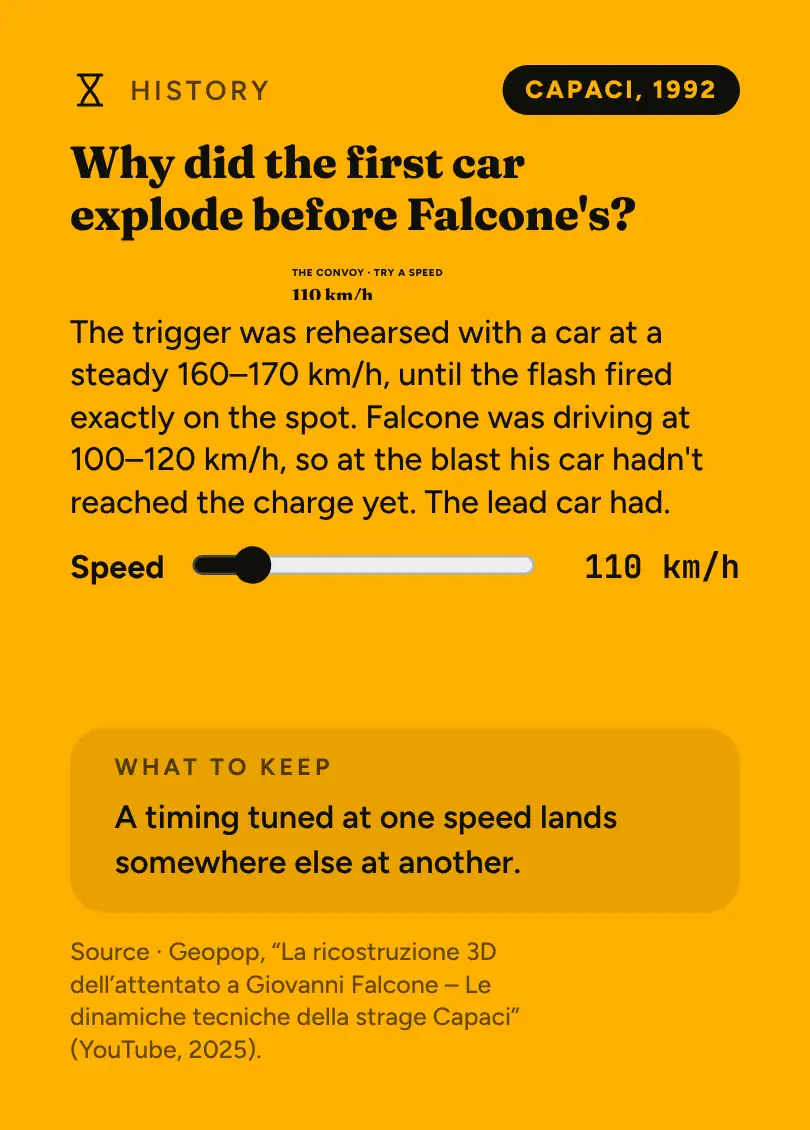 HISTORY
CAPACI, 1992
Why did the first car
explode before Falcone's?
THE CONVOY · TRY A SPEED
110 km/h
The trigger was rehearsed with a car at a
steady 160–170 km/h, until the flash fired
exactly on the spot. Falcone was driving at
100–120 km/h, so at the blast his car hadn't
reached the charge yet. The lead car had.
Speed 110 km/h
WHAT TO KEEP
A timing tuned at one speed lands
somewhere else at another.
Source · Geopop, “La ricostruzione 3D
dell’attentato a Giovanni Falcone – Le
dinamiche tecniche della strage Capaci”
(YouTube, 2025).